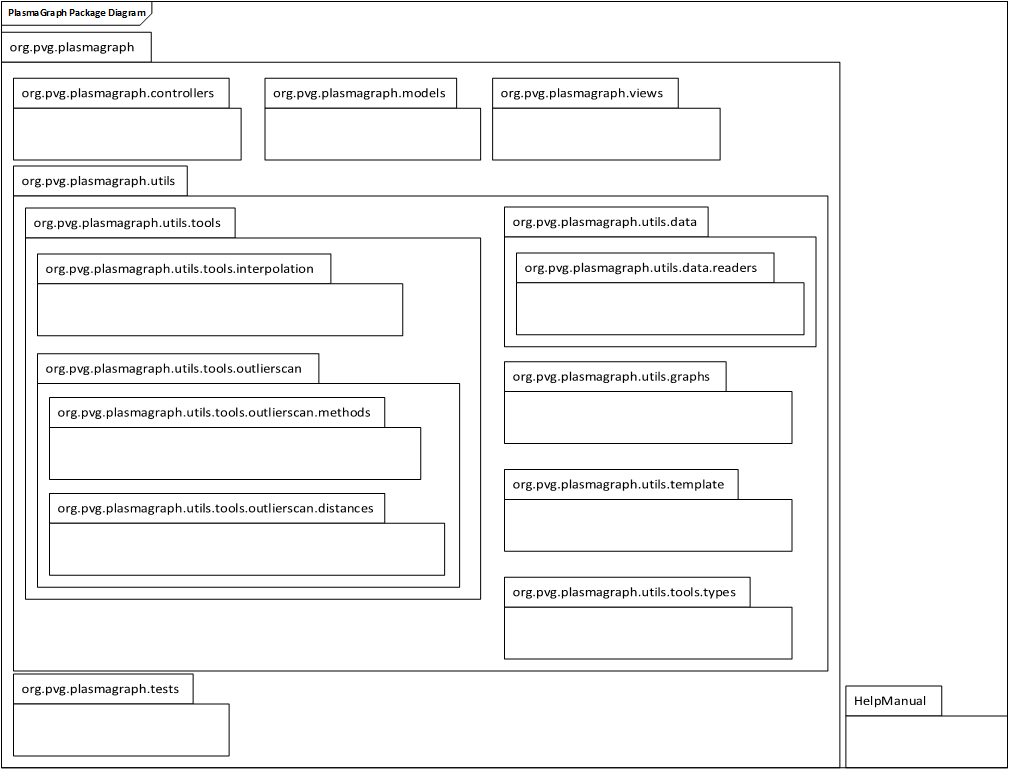 PlasmaGraph Package Diagram
org.pvg.plasmagraph
org.pvg.plasmagraph.controllers
org.pvg.plasmagraph.models
org.pvg.plasmagraph.views
org.pvg.plasmagraph.utils
org.pvg.plasmagraph.utils.tools
org.pvg.plasmagraph.utils.tools.interpolation
org.pvg.plasmagraph.utils.tools.outlierscan
org.pvg.plasmagraph.utils.tools.outlierscan.methods
org.pvg.plasmagraph.utils.tools.outlierscan.distances
org.pvg.plasmagraph.utils.data
org.pvg.plasmagraph.utils.data.readers
org.pvg.plasmagraph.utils.graphs
org.pvg.plasmagraph.utils.template
org.pvg.plasmagraph.utils.tools.types
org.pvg.plasmagraph.tests
HelpManual